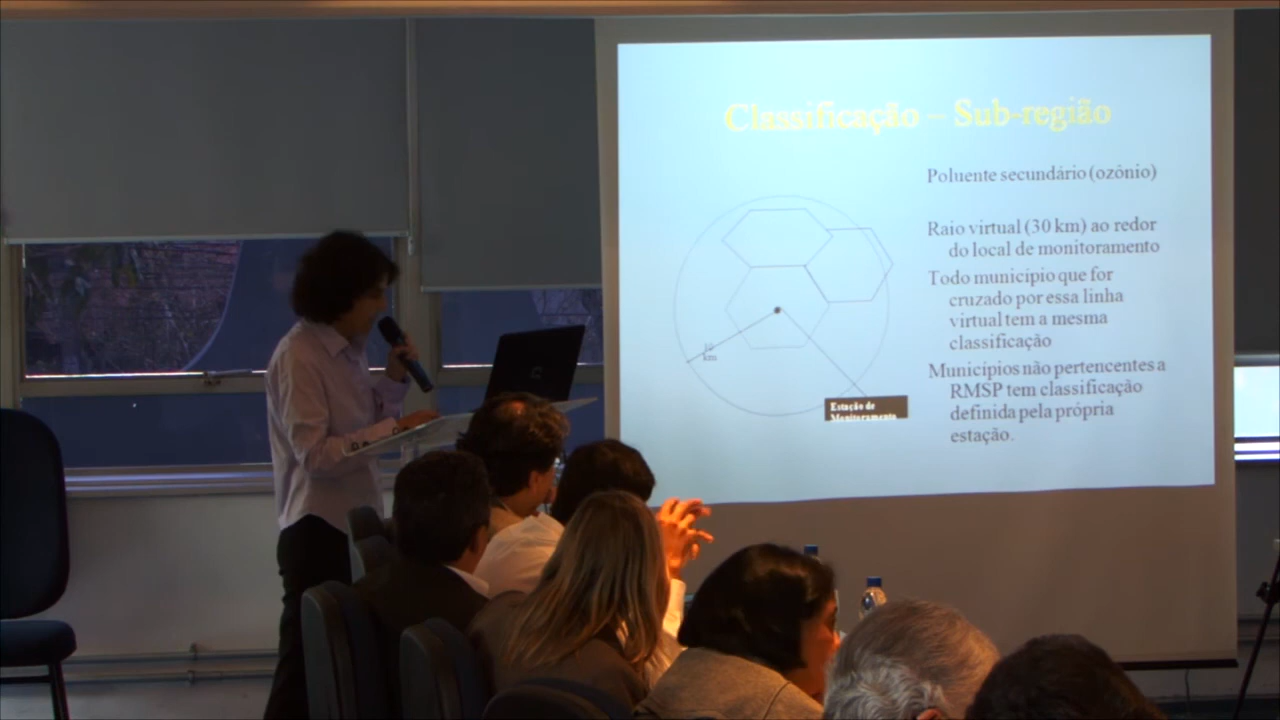 Classificação – Sub-região
Poluente secundário (ozônio)
Raio virtual (30 km) ao redor
do local de monitoramento
Todo município que for
cruzado por essa linha
virtual tem a mesma
classificação
Municípios não pertencentes a
RMSP tem classificação
definida pela própria
estação.
km
Estação de
Monitoramento